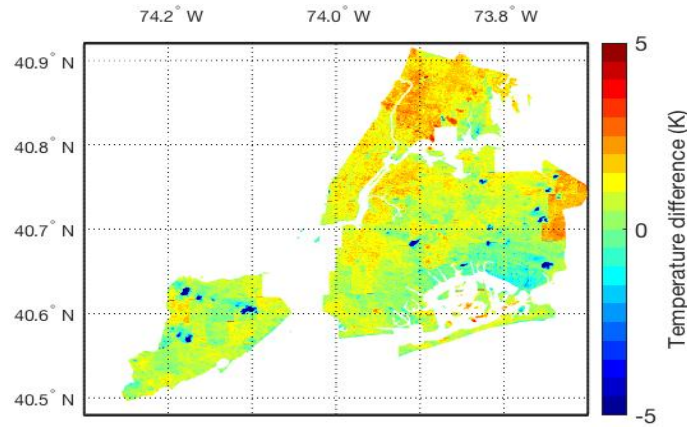 74.2° W 74.0° W 73.8° W
40.9° N
40.8° N
40.7° N
40.6° N
40.5° N
5
0
-5
Temperature difference (K)